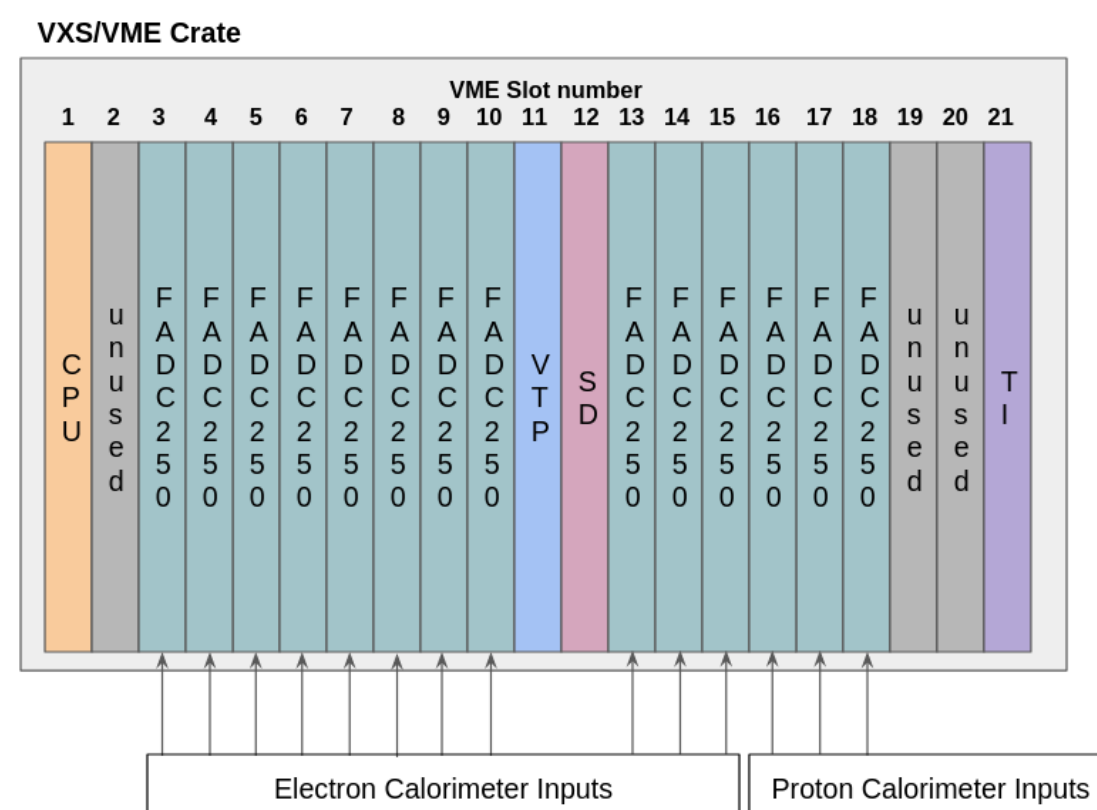 VXS/VME Crate
VME Slot number
1 2 3 4 5 6 7 8 9 10 11 12 13 14 15 16 17 18 19 20 21
CPU
unused
FADC250
FADC250
FADC250
FADC250
FADC250
FADC250
FADC250
FADC250
VTP
SD
FADC250
FADC250
FADC250
FADC250
FADC250
FADC250
unused
unused
TI
Electron Calorimeter Inputs
Proton Calorimeter Inputs